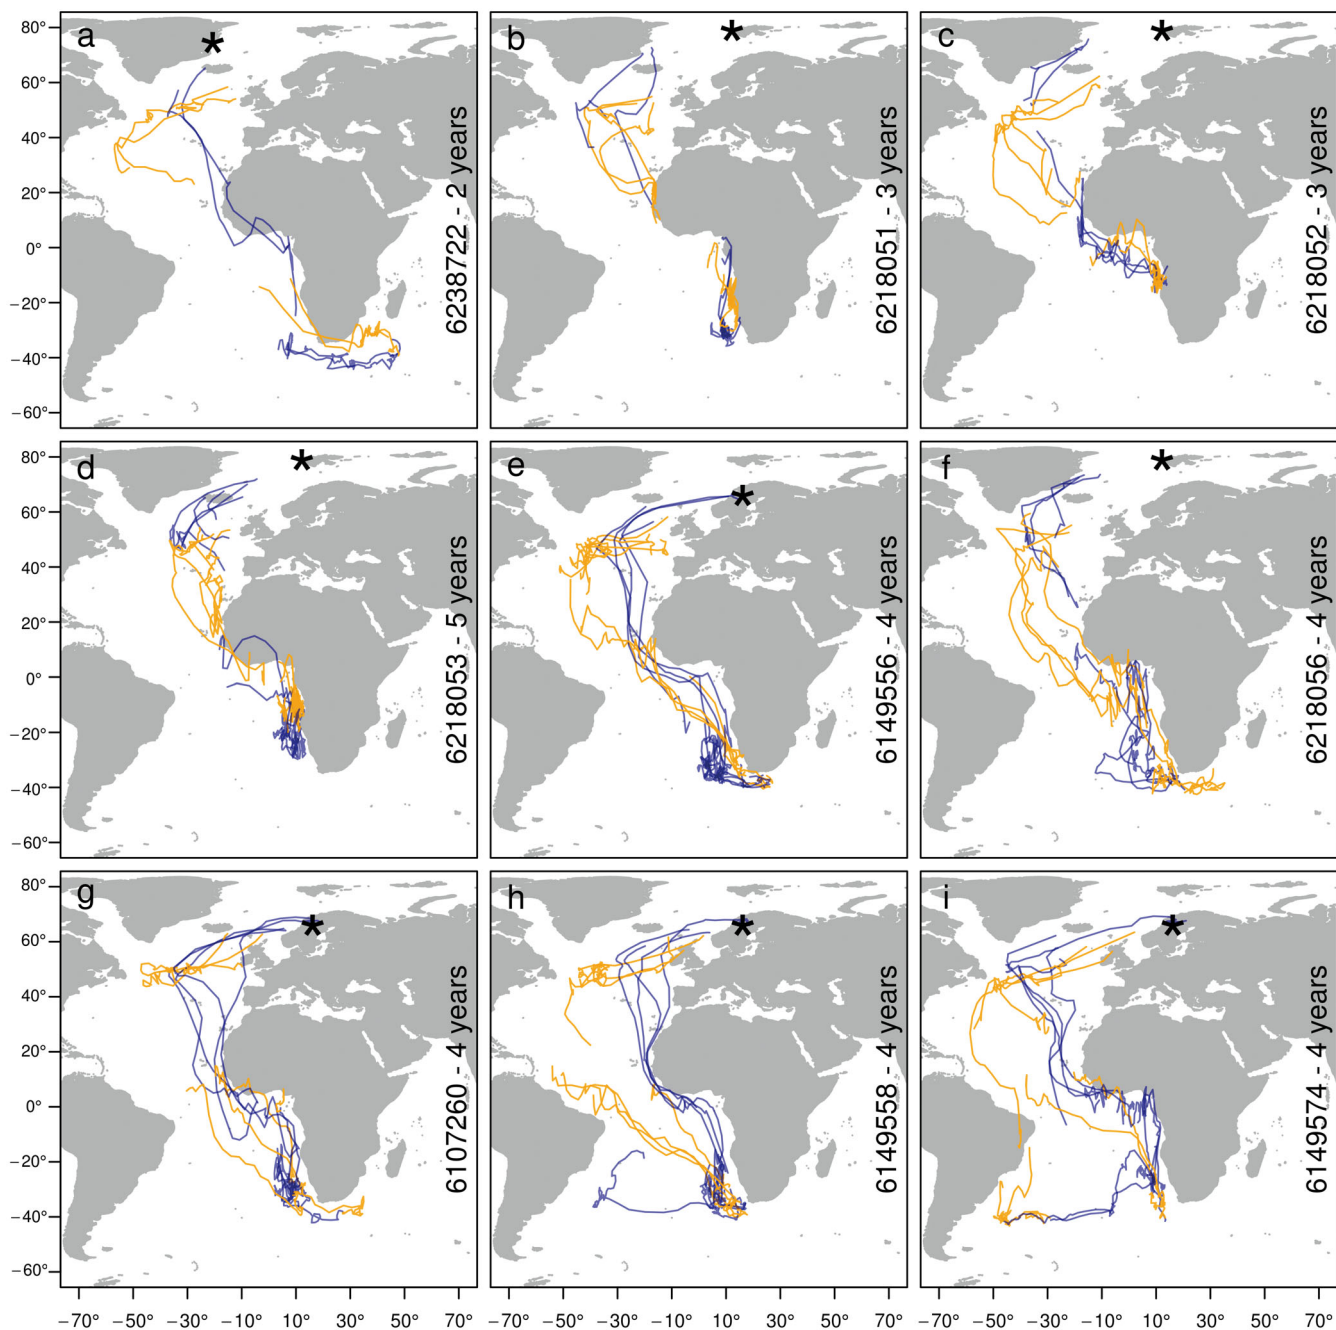 a
b
c
80°
60°
40°
20°
0°
−20°
−40°
−60°
6238722 - 2 years
6218051 - 3 years
6218052 - 3 years
d
e
f
80°
60°
40°
20°
0°
−20°
−40°
−60°
6218053 - 5 years
6149556 - 4 years
6218056 - 4 years
g
h
i
80°
60°
40°
20°
0°
−20°
−40°
−60°
6107260 - 4 years
6149558 - 4 years
6149574 - 4 years
−70° −50° −30° −10° 10° 30° 50° 70°
−70° −50° −30° −10° 10° 30° 50° 70°
−70° −50° −30° −10° 10° 30° 50° 70°